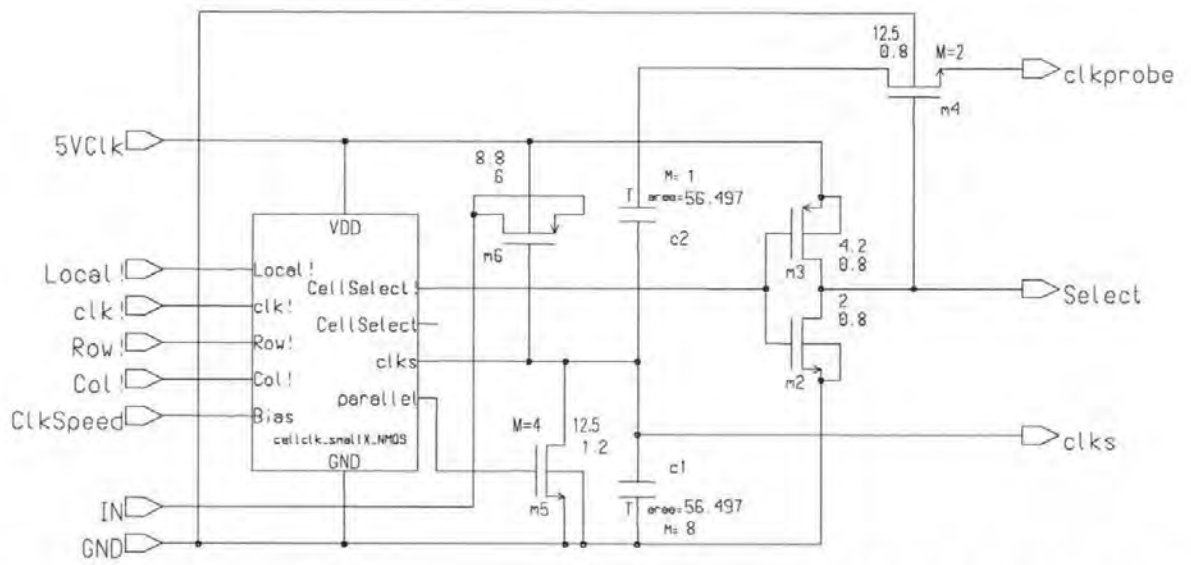 12.5
0.8
M=2
clkprobe
m4
5VClk
8.8
6
M= 1
T area=56.497
VDD
c2
m6
m3
4.2
0.8
Local!
Local!
CellSelect!
Select
clk!
clk!
CellSelect
2
0.8
Row!
Row!
clks
m2
Col!
Col!
parallel
ClkSpeed
Bias
M=4
12.5
1.2
clks
cellclk_smallX_NMOS
GND
c1
IN
m5
T area=56.497
M= 8
GND